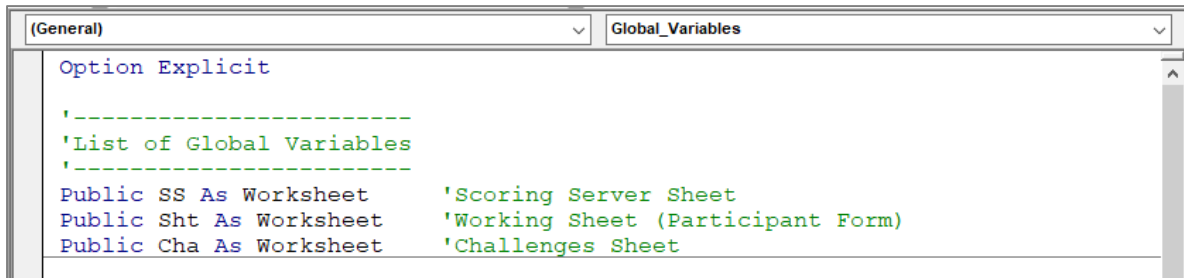 (General) Global_Variables
Option Explicit
'------------------------
'List of Global Variables
'------------------------
Public SS As Worksheet 'Scoring Server Sheet
Public Sht As Worksheet 'Working Sheet (Participant Form)
Public Cha As Worksheet 'Challenges Sheet